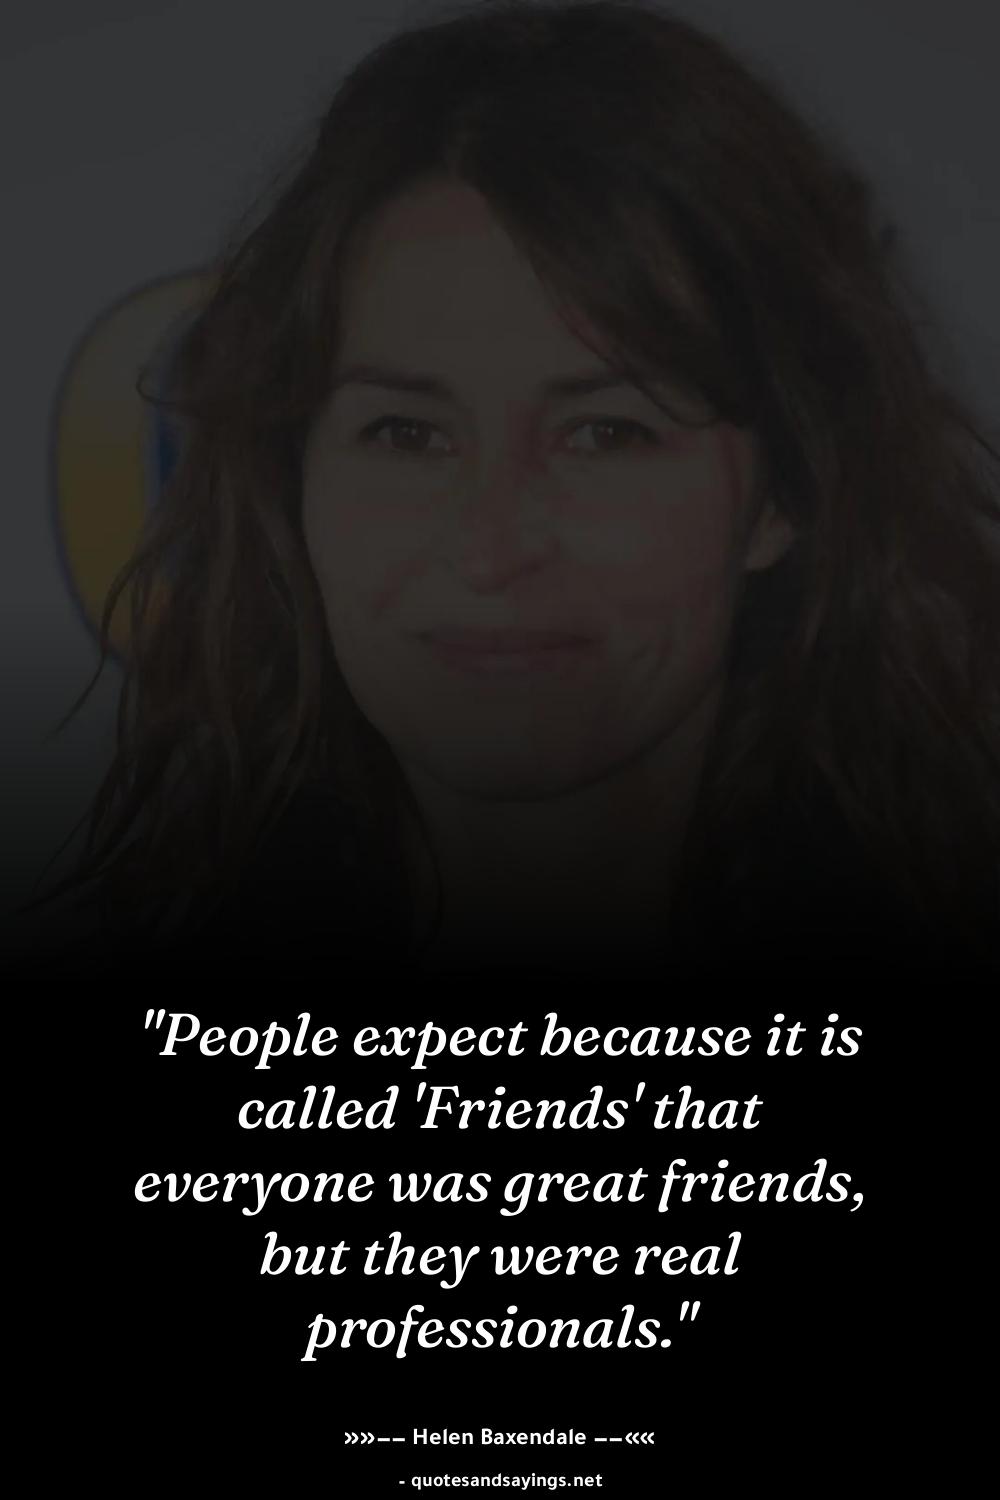 "People expect because it is
called 'Friends' that
everyone was great friends,
but they were real
professionals."
»»−− Helen Baxendale −−««
- quotesandsayings.net